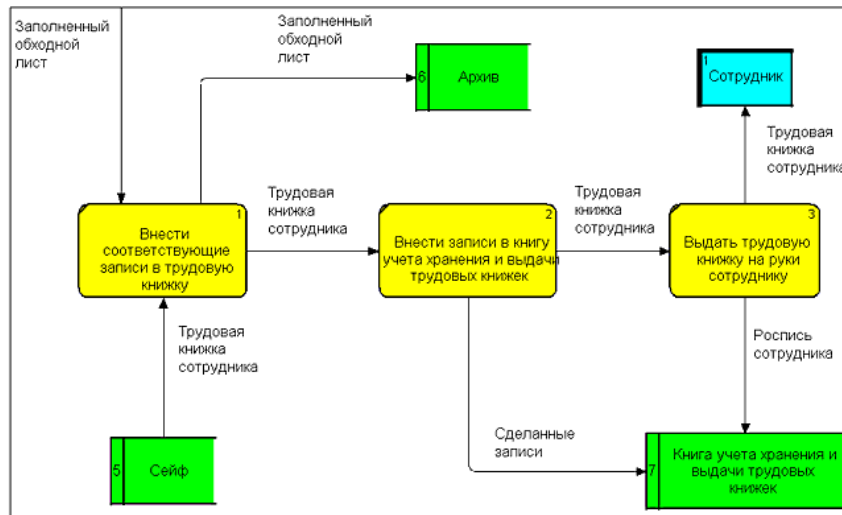 Заполненный
обходной
лист
Заполненный
обходной
лист
6
Архив
1
Сотрудник
Трудовая
книжка
сотрудника
1
Внести
соответствующие
записи в трудовую
книжку
Трудовая
книжка
сотрудника
2
Внести записи в книгу
учета хранения и выдачи
трудовых книжек
Трудовая
книжка
сотрудника
3
Выдать трудовую
книжку на руки
сотруднику
Трудовая
книжка
сотрудника
Роспись
сотрудника
5
Сейф
Сделанные
записи
7
Книга учета хранения и
выдачи трудовых
книжек